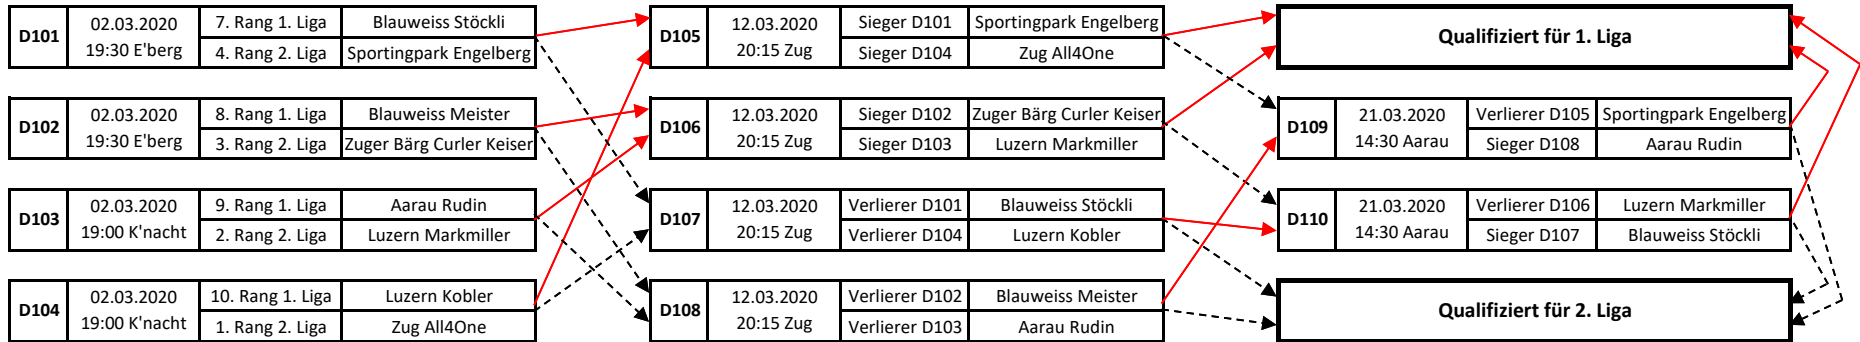 D101
02.03.2020
19:30 E'berg
7. Rang 1. Liga
Blauweiss Stöckli
4. Rang 2. Liga
Sportingpark Engelberg
D102
02.03.2020
19:30 E'berg
8. Rang 1. Liga
Blauweiss Meister
3. Rang 2. Liga
Zuger Bärg Curler Keiser
D103
02.03.2020
19:00 K'nacht
9. Rang 1. Liga
Aarau Rudin
2. Rang 2. Liga
Luzern Markmiller
D104
02.03.2020
19:00 K'nacht
10. Rang 1. Liga
Luzern Kobler
1. Rang 2. Liga
Zug All4One
D105
12.03.2020
20:15 Zug
Sieger D101
Sportingpark Engelberg
Sieger D104
Zug All4One
D106
12.03.2020
20:15 Zug
Sieger D102
Zuger Bärg Curler Keiser
Sieger D103
Luzern Markmiller
D107
12.03.2020
20:15 Zug
Verlierer D101
Blauweiss Stöckli
Verlierer D104
Luzern Kobler
D108
12.03.2020
20:15 Zug
Verlierer D102
Blauweiss Meister
Verlierer D103
Aarau Rudin
Qualifiziert für 1. Liga
D109
21.03.2020
14:30 Aarau
Verlierer D105
Sportingpark Engelberg
Sieger D108
Aarau Rudin
D110
21.03.2020
14:30 Aarau
Verlierer D106
Luzern Markmiller
Sieger D107
Blauweiss Stöckli
Qualifiziert für 2. Liga